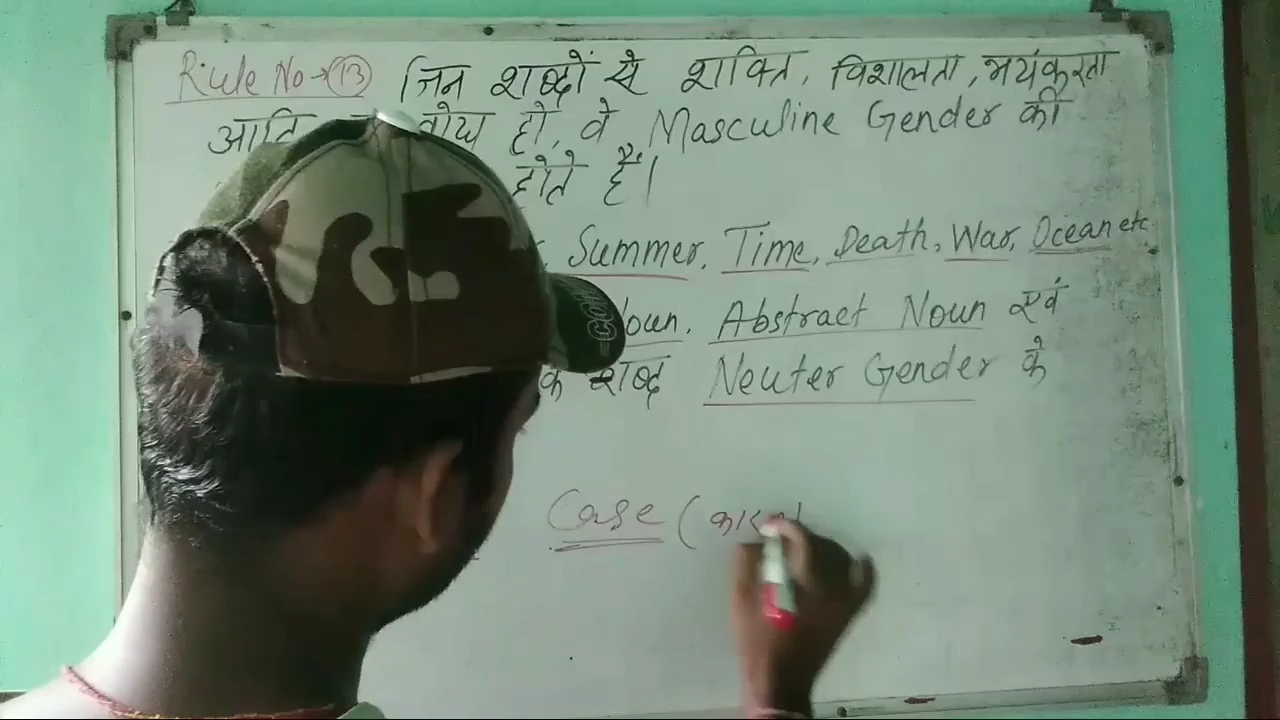 Rule No→(13) जिन शब्दों से शक्ति, विशालता, भयंकरता
आदि बोध हो, वे Masculine Gender की
होते हैं।
Summer, Time, Death, War, Ocean etc.
Noun, Abstract Noun एवं
के शब्द Neuter Gender के
Case (कारक